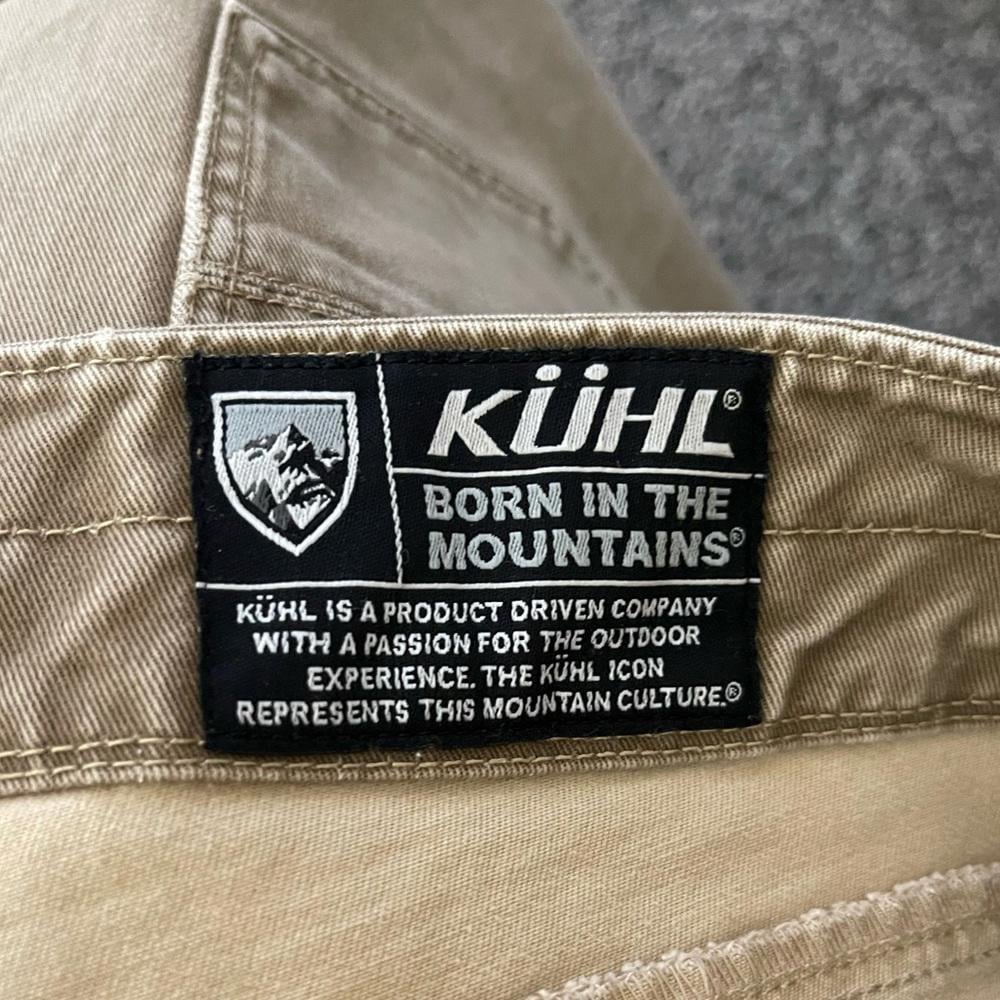 KÜHL®
BORN IN THE
MOUNTAINS®
KÜHL IS A PRODUCT DRIVEN COMPANY
WITH A PASSION FOR THE OUTDOOR
EXPERIENCE. THE KÜHL ICON
REPRESENTS THIS MOUNTAIN CULTURE.®